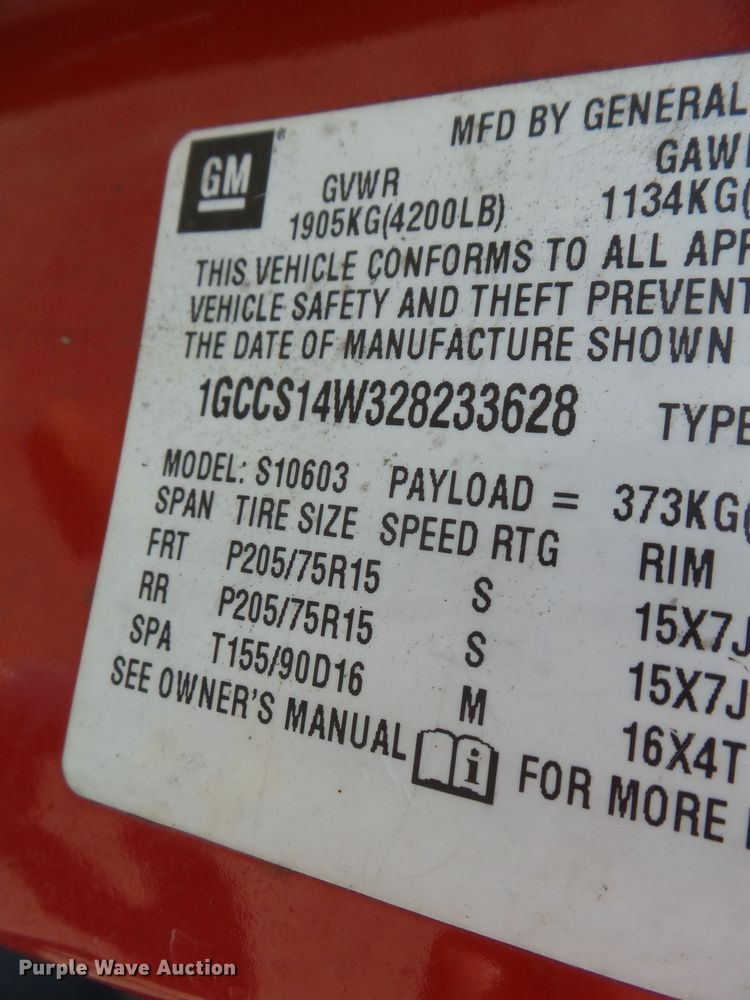 GM®
MFD BY GENERAL
GVWR GAWR
1905KG(4200LB) 1134KG(
THIS VEHICLE CONFORMS TO ALL APP
VEHICLE SAFETY AND THEFT PREVENT
THE DATE OF MANUFACTURE SHOWN
1GCCS14W328233628 TYPE
MODEL: S10603 PAYLOAD = 373KG(
SPAN TIRE SIZE SPEED RTG RIM
FRT P205/75R15 S 15X7J
RR P205/75R15 S 15X7J
SPA T155/90D16 M 16X4T
SEE OWNER'S MANUAL i FOR MORE
Purple Wave Auction